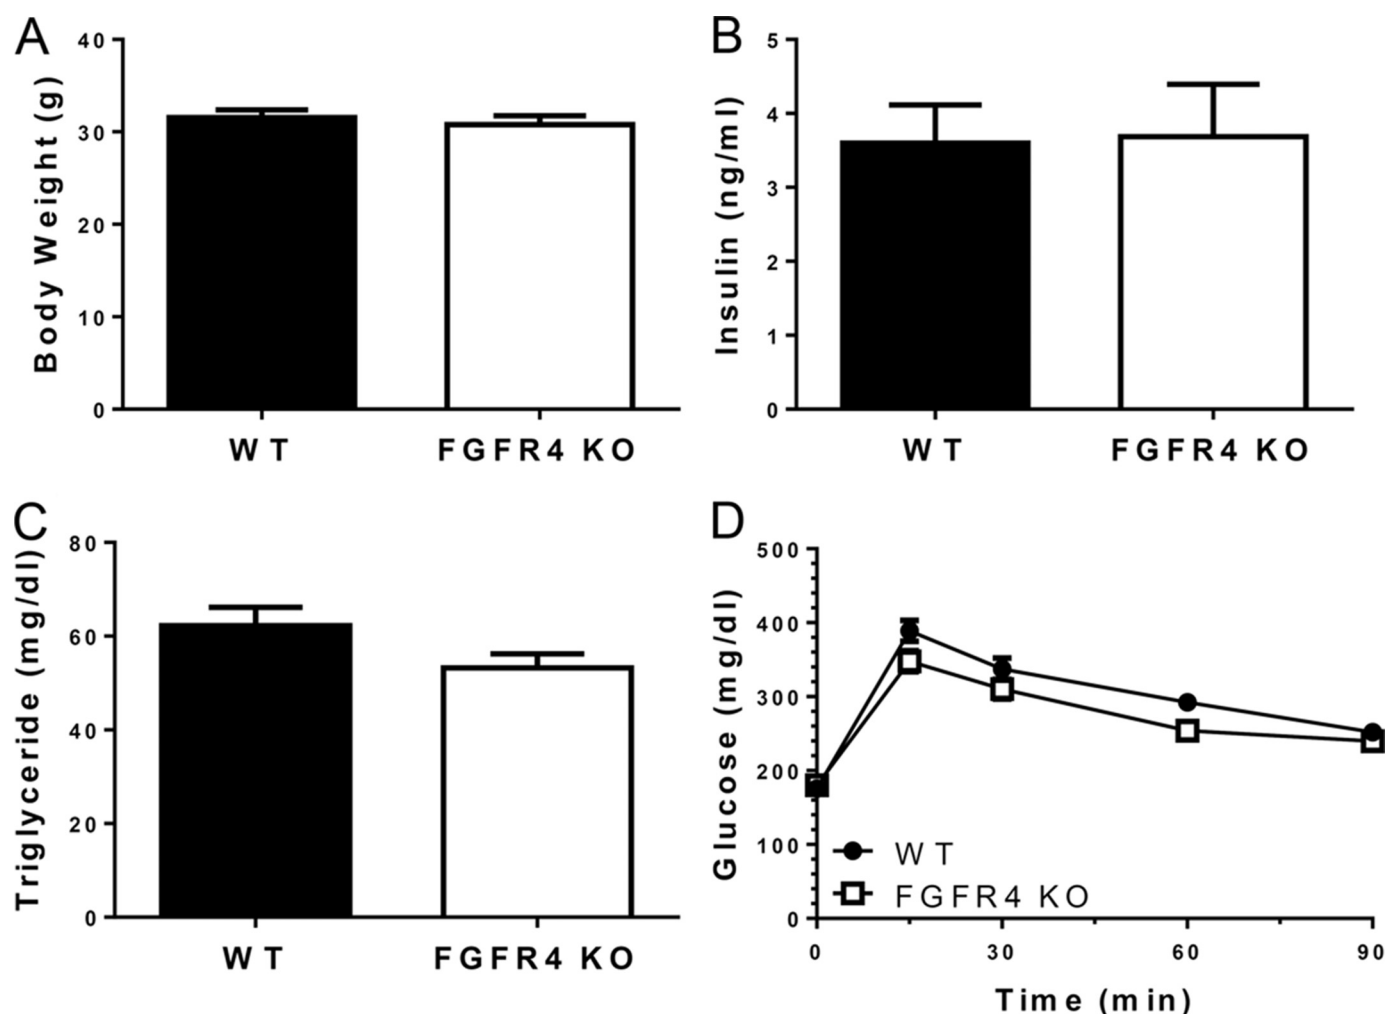 A
Body Weight (g)
40
30
20
10
0
WT
FGFR4 KO
B
Insulin (ng/ml)
5
4
3
2
1
0
WT
FGFR4 KO
C
Triglyceride (mg/dl)
80
60
40
20
0
WT
FGFR4 KO
D
Glucose (mg/dl)
500
400
300
200
100
0
WT
FGFR4 KO
0
30
60
90
Time (min)